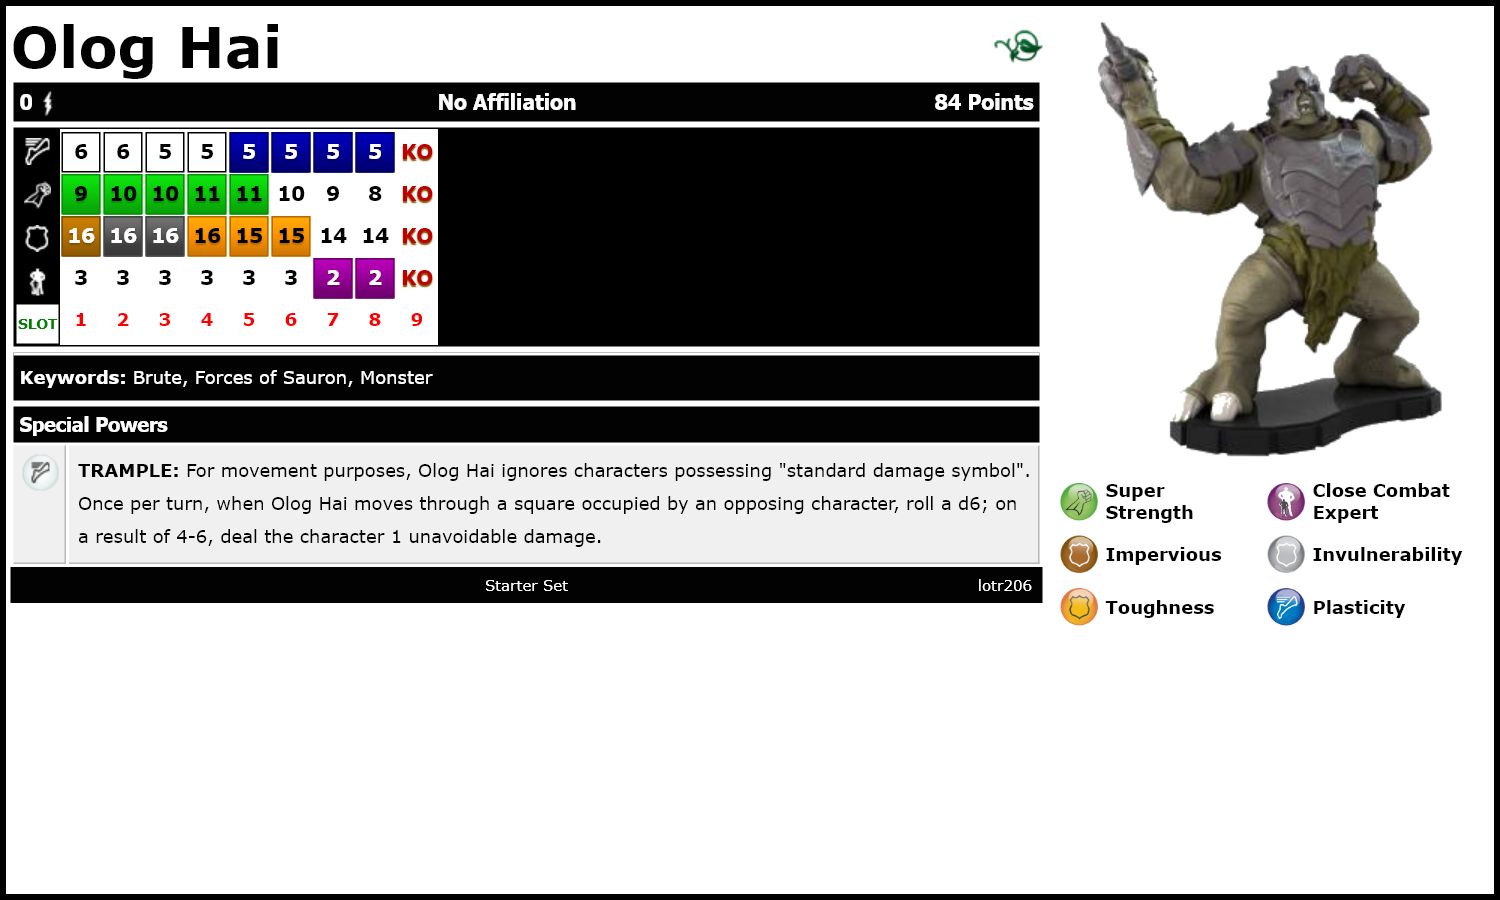 Olog Hai
0 No Affiliation 84 Points
6 6 5 5 5 5 5 5 KO
9 10 10 11 11 10 9 8 KO
16 16 16 16 15 15 14 14 KO
3 3 3 3 3 3 2 2 KO
SLOT 1 2 3 4 5 6 7 8 9
Keywords: Brute, Forces of Sauron, Monster
Special Powers
TRAMPLE: For movement purposes, Olog Hai ignores characters possessing "standard damage symbol".
Once per turn, when Olog Hai moves through a square occupied by an opposing character, roll a d6; on
a result of 4-6, deal the character 1 unavoidable damage.
Starter Set lotr206
Super
Strength
Close Combat
Expert
Impervious
Invulnerability
Toughness
Plasticity